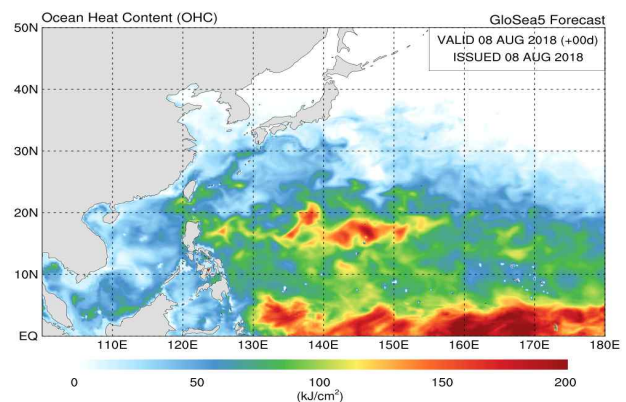 Ocean Heat Content (OHC) GloSea5 Forecast
VALID 08 AUG 2018 (+00d)
ISSUED 08 AUG 2018
50N
40N
30N
20N
10N
EQ
110E 120E 130E 140E 150E 160E 170E 180E
0 50 100 150 200
(kJ/cm²)